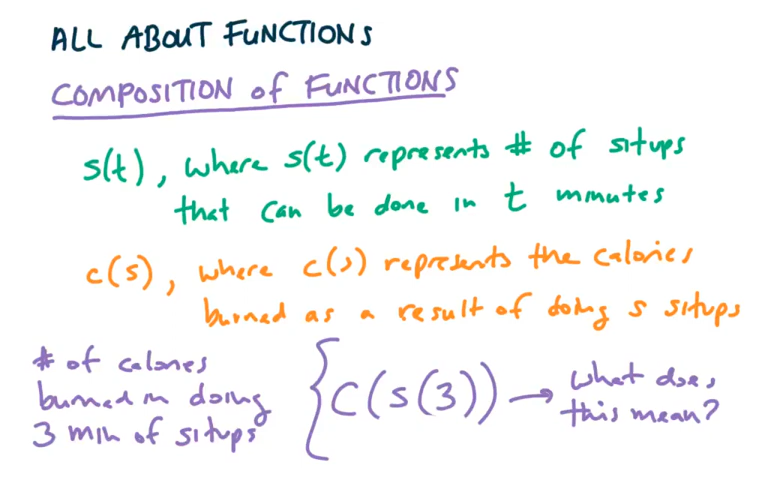 ALL ABOUT FUNCTIONS
COMPOSITION of FUNCTIONS
s(t), where s(t) represents # of situps
that can be done in t minutes
c(s), where c(s) represents the calories
burned as a result of doing s situps
# of calories
burned in doing
3 min of situps
{ C(s(3)) →
what does
this mean?